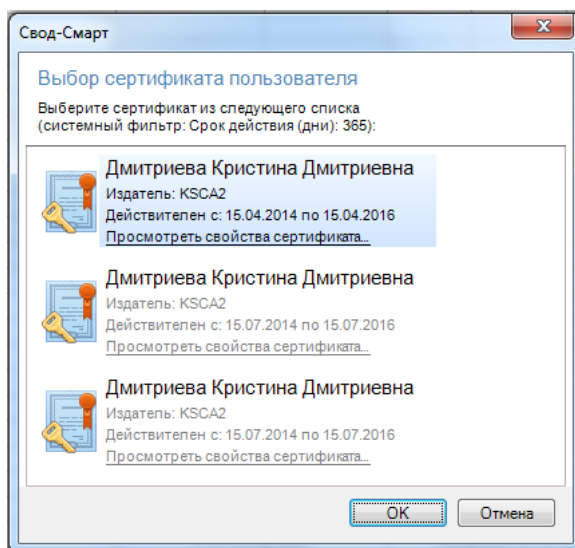 Свод-Смарт
Выбор сертификата пользователя
Выберите сертификат из следующего списка
(системный фильтр: Срок действия (дни): 365):
Дмитриева Кристина Дмитриевна
Издатель: KSCA2
Действителен с: 15.04.2014 по 15.04.2016
Просмотреть свойства сертификата...
Дмитриева Кристина Дмитриевна
Издатель: KSCA2
Действителен с: 15.07.2014 по 15.07.2016
Просмотреть свойства сертификата...
Дмитриева Кристина Дмитриевна
Издатель: KSCA2
Действителен с: 15.07.2014 по 15.07.2016
Просмотреть свойства сертификата...
OK Отмена